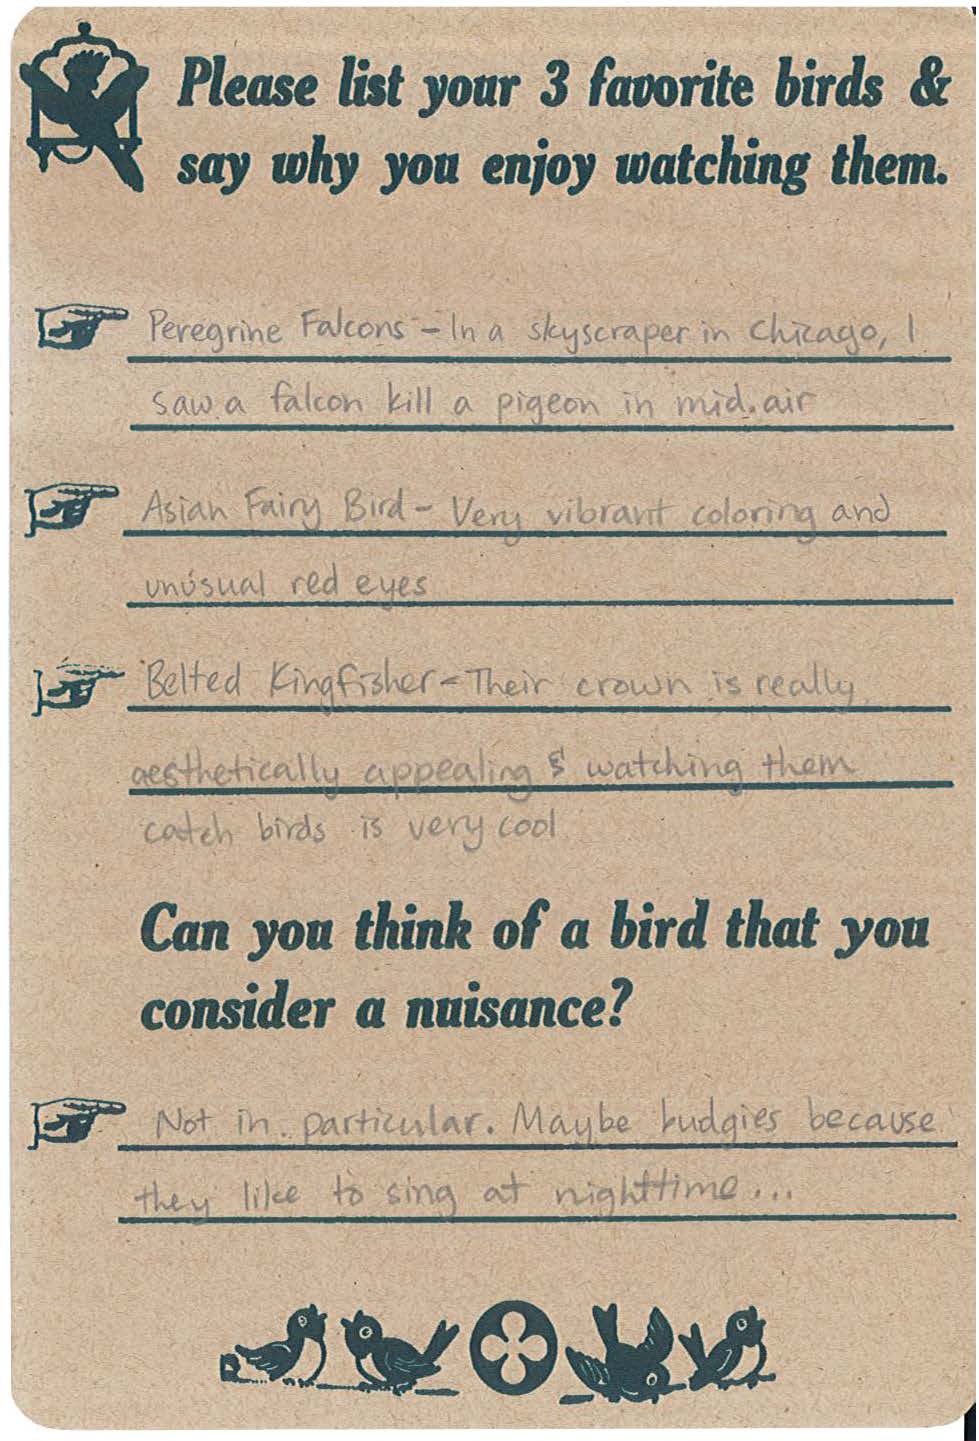 Please list your 3 favorite birds &
say why you enjoy watching them.
Peregrine Falcons - In a skyscraper in Chicago, I
saw a falcon kill a pigeon in mid.air
Asian Fairy Bird - Very vibrant coloring and
unusual red eyes
Belted Kingfisher - Their crown is really
aesthetically appealing & watching them
catch birds is very cool
Can you think of a bird that you
consider a nuisance?
Not in particular. Maybe budgies because
they like to sing at nighttime...